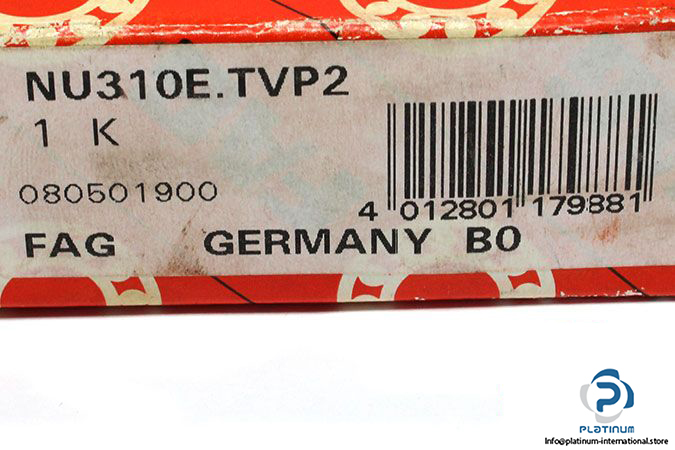 NU310E.TVP2
1 K
080501900
4 012801 179881
FAG GERMANY B0
PLATINUM
Info@platinum-international.store